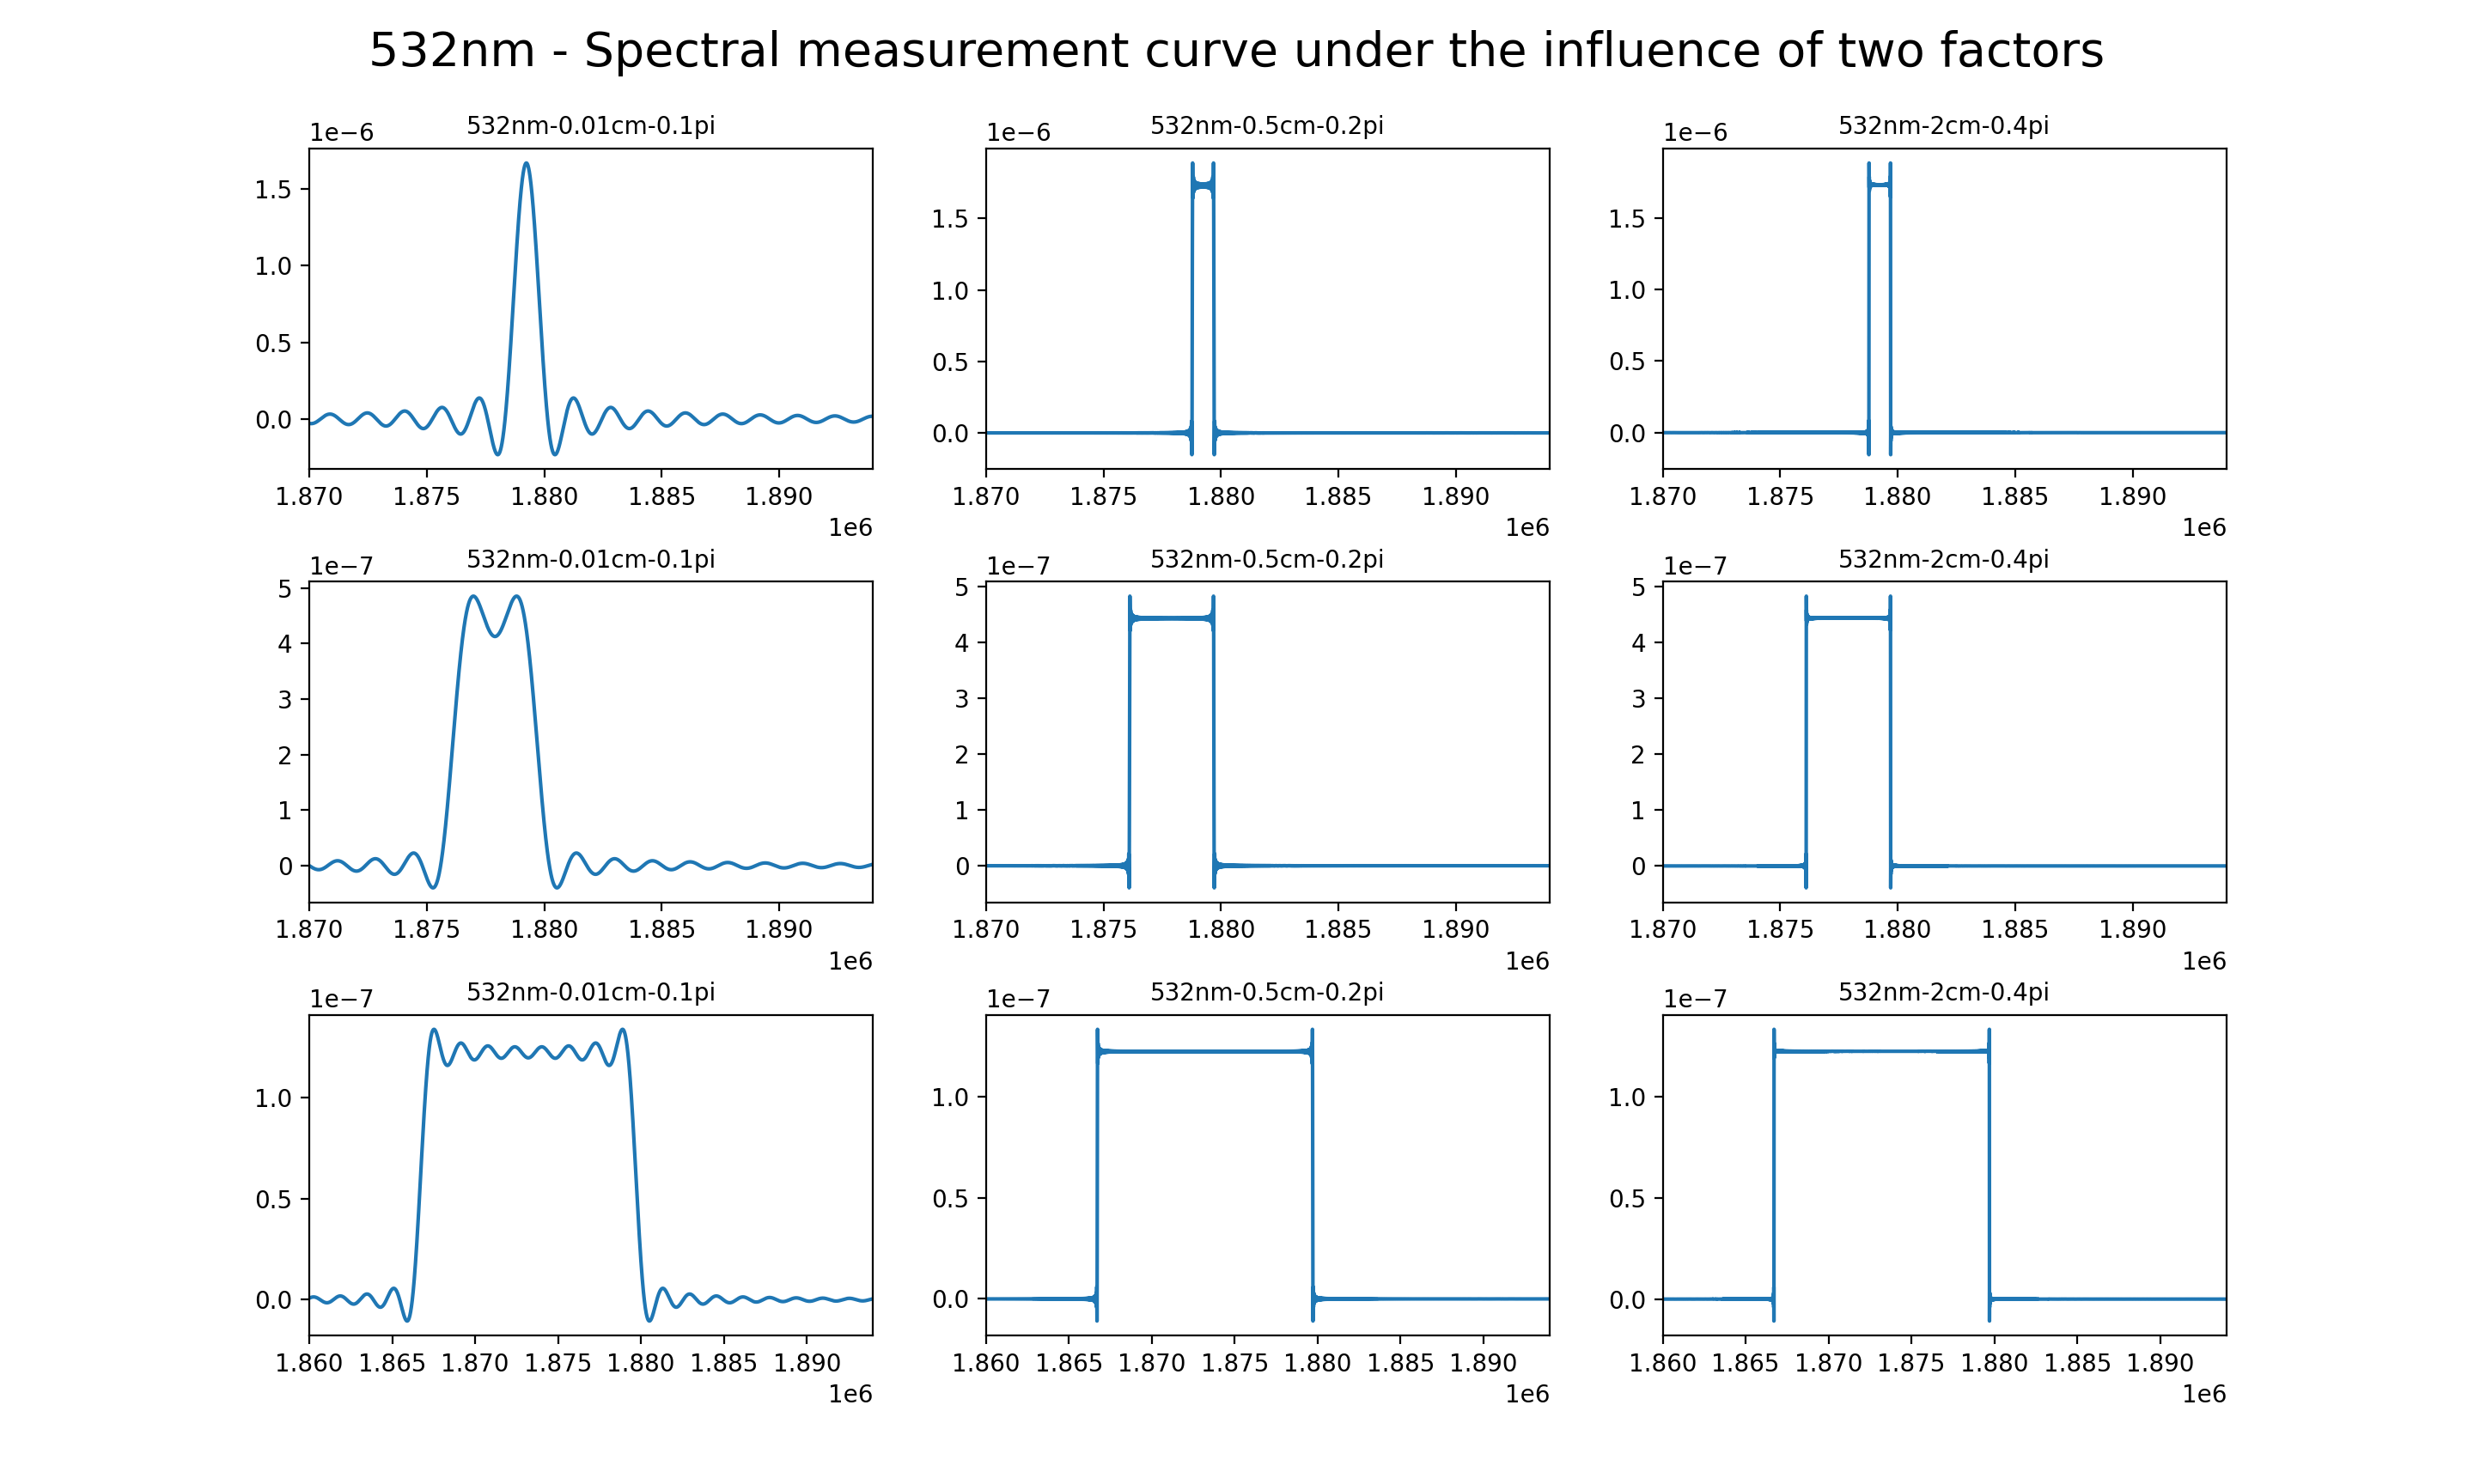 532nm - Spectral measurement curve under the influence of two factors
532nm-0.01cm-0.1pi
1e−6
1.5
1.0
0.5
0.0
1.870 1.875 1.880 1.885 1.890
1e6
532nm-0.5cm-0.2pi
1e−6
1.5
1.0
0.5
0.0
1.870 1.875 1.880 1.885 1.890
1e6
532nm-2cm-0.4pi
1e−6
1.5
1.0
0.5
0.0
1.870 1.875 1.880 1.885 1.890
1e6
532nm-0.01cm-0.1pi
1e−7
5
4
3
2
1
0
1.870 1.875 1.880 1.885 1.890
1e6
532nm-0.5cm-0.2pi
1e−7
5
4
3
2
1
0
1.870 1.875 1.880 1.885 1.890
1e6
532nm-2cm-0.4pi
1e−7
5
4
3
2
1
0
1.870 1.875 1.880 1.885 1.890
1e6
532nm-0.01cm-0.1pi
1e−7
1.0
0.5
0.0
1.860 1.865 1.870 1.875 1.880 1.885 1.890
1e6
532nm-0.5cm-0.2pi
1e−7
1.0
0.5
0.0
1.860 1.865 1.870 1.875 1.880 1.885 1.890
1e6
532nm-2cm-0.4pi
1e−7
1.0
0.5
0.0
1.860 1.865 1.870 1.875 1.880 1.885 1.890
1e6